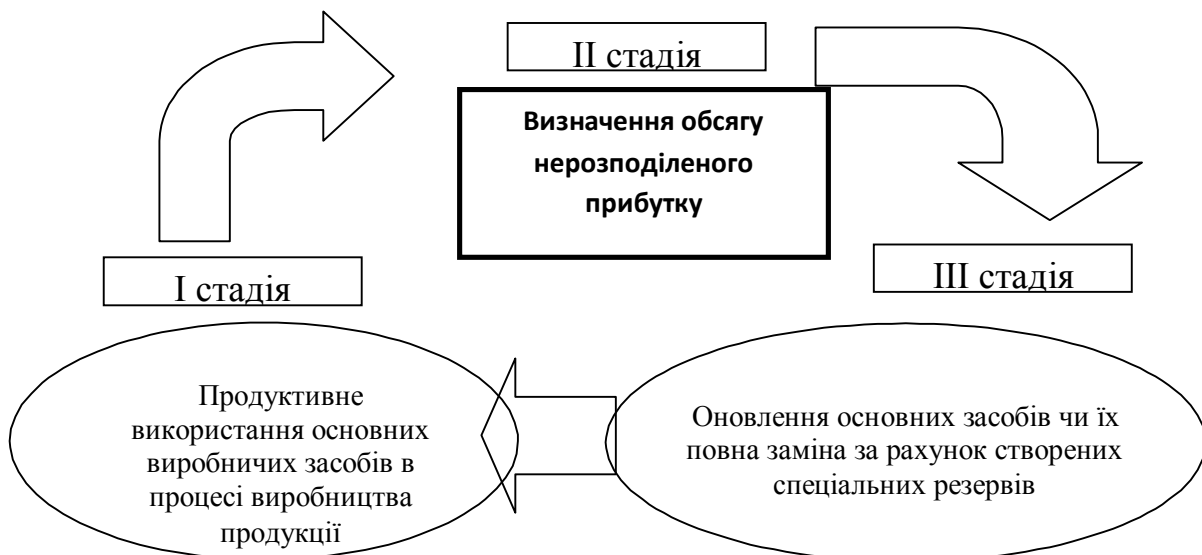 II стадія
Визначення обсягу
нерозподіленого
прибутку
I стадія
III стадія
Продуктивне
використання основних
виробничих засобів в
процесі виробництва
продукції
Оновлення основних засобів чи їх
повна заміна за рахунок створених
спеціальних резервів